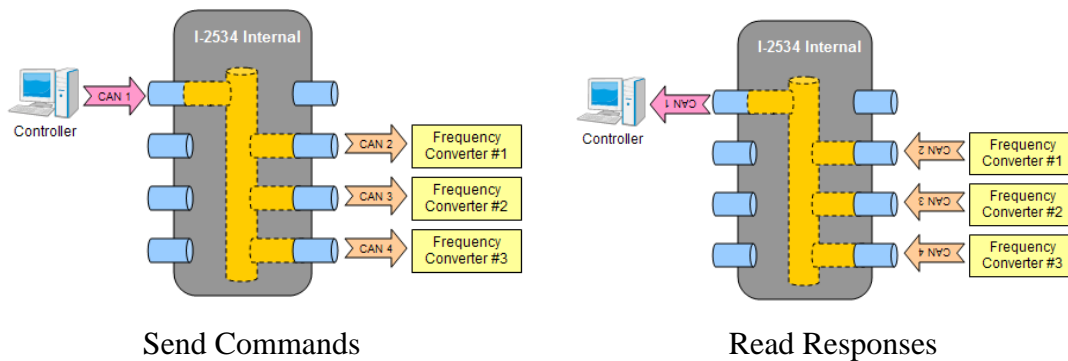 I-2534 Internal
CAN 1
Controller
CAN 2
Frequency
Converter #1
CAN 3
Frequency
Converter #2
CAN 4
Frequency
Converter #3
Send Commands
I-2534 Internal
CAN 1
Controller
CAN 2
Frequency
Converter #1
CAN 3
Frequency
Converter #2
CAN 4
Frequency
Converter #3
Read Responses